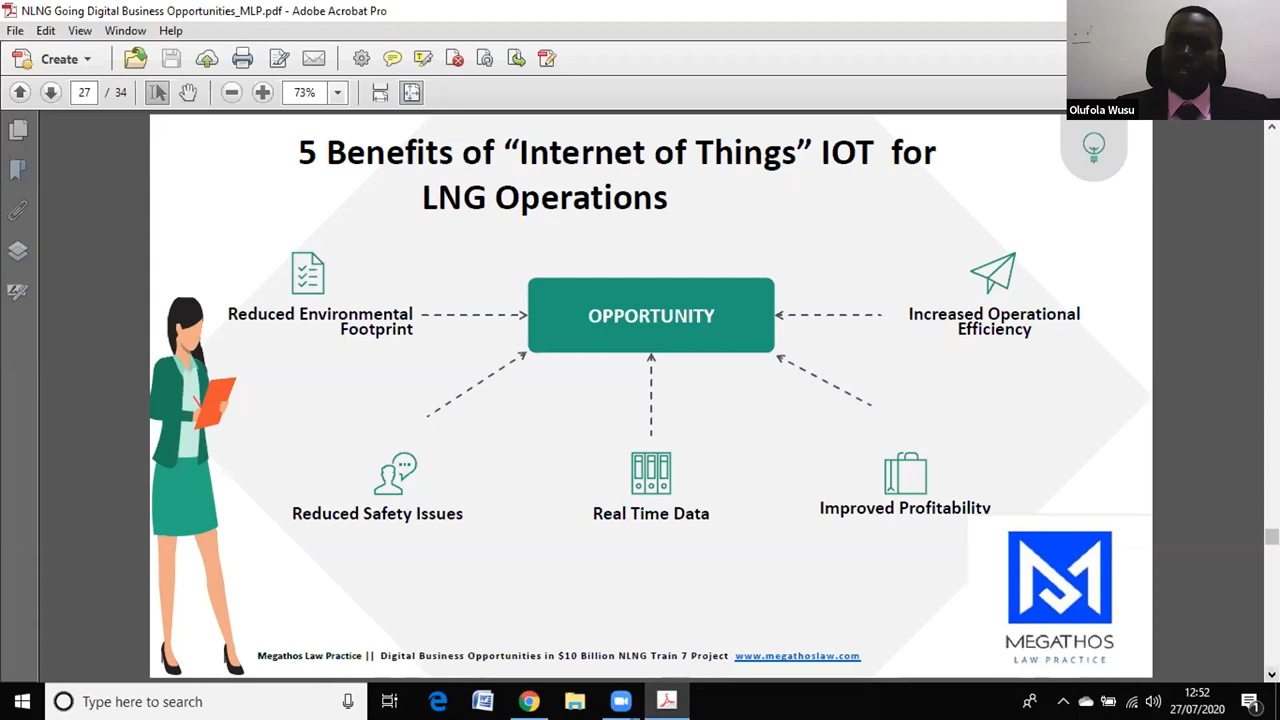 NLNG Going Digital Business Opportunities_MLP.pdf - Adobe Acrobat Pro
File Edit View Window Help
Create
27 / 34
73%
Olufola Wusu
5 Benefits of “Internet of Things” IOT for
LNG Operations
Reduced Environmental
Footprint
OPPORTUNITY
Increased Operational
Efficiency
Reduced Safety Issues
Real Time Data
Improved Profitability
MEGATHOS
LAW PRACTICE
Megathos Law Practice || Digital Business Opportunities in $10 Billion NLNG Train 7 Project www.megathoslaw.com
Type here to search
12:52
27/07/2020
1